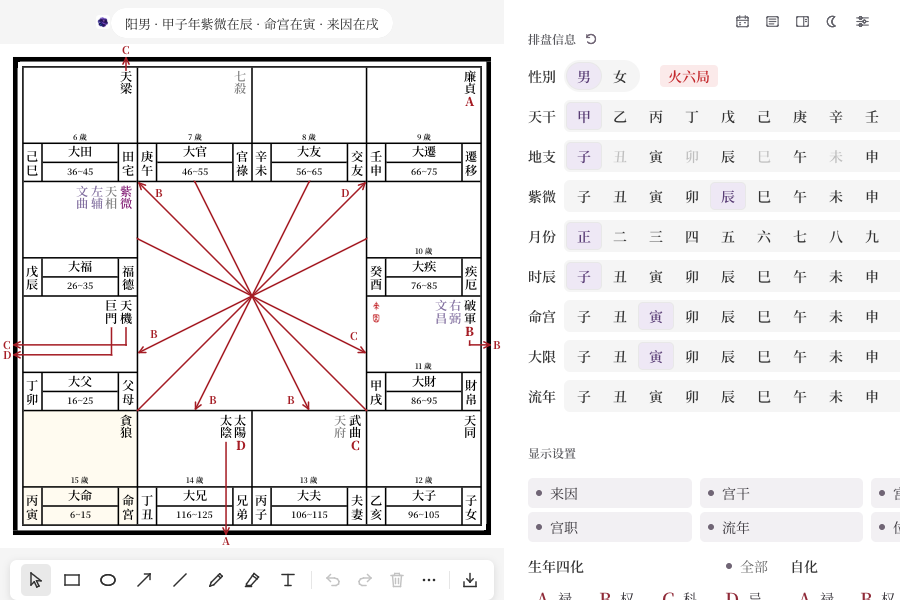 阳男 · 甲子年紫微在辰 · 命宫在寅 · 来因在戌
C
天梁
6 歲
己巳
大田
36-45
田宅
七殺
7 歲
庚午
大官
46-55
官祿
8 歲
辛未
大友
56-65
交友
廉貞
A
9 歲
壬申
大遷
66-75
遷移
紫微
天相
左辅
文曲
戊辰
大福
26-35
福德
B
D
10 歲
癸酉
大疾
76-85
疾厄
天機
巨門
C
D
丁卯
大父
16-25
父母
B
C
B
B
破軍
B
右弼
文昌
B
11 歲
甲戌
大財
86-95
財帛
貪狼
15 歲
丙寅
大命
6-15
命宮
太陽
D
太陰
14 歲
丁丑
大兄
116-125
兄弟
A
武曲
C
天府
13 歲
丙子
大夫
106-115
夫妻
天同
12 歲
乙亥
大子
96-105
子女
排盘信息
性别 男 女 火六局
天干 甲 乙 丙 丁 戊 己 庚 辛 壬
地支 子 丑 寅 卯 辰 巳 午 未 申
紫微 子 丑 寅 卯 辰 巳 午 未 申
月份 正 二 三 四 五 六 七 八 九
时辰 子 丑 寅 卯 辰 巳 午 未 申
命宫 子 丑 寅 卯 辰 巳 午 未 申
大限 子 丑 寅 卯 辰 巳 午 未 申
流年 子 丑 寅 卯 辰 巳 午 未 申
显示设置
来因 宫干
宫职 流年
生年四化 全部 自化
A 禄 B 权 C 科 D 忌 A 禄 B 权